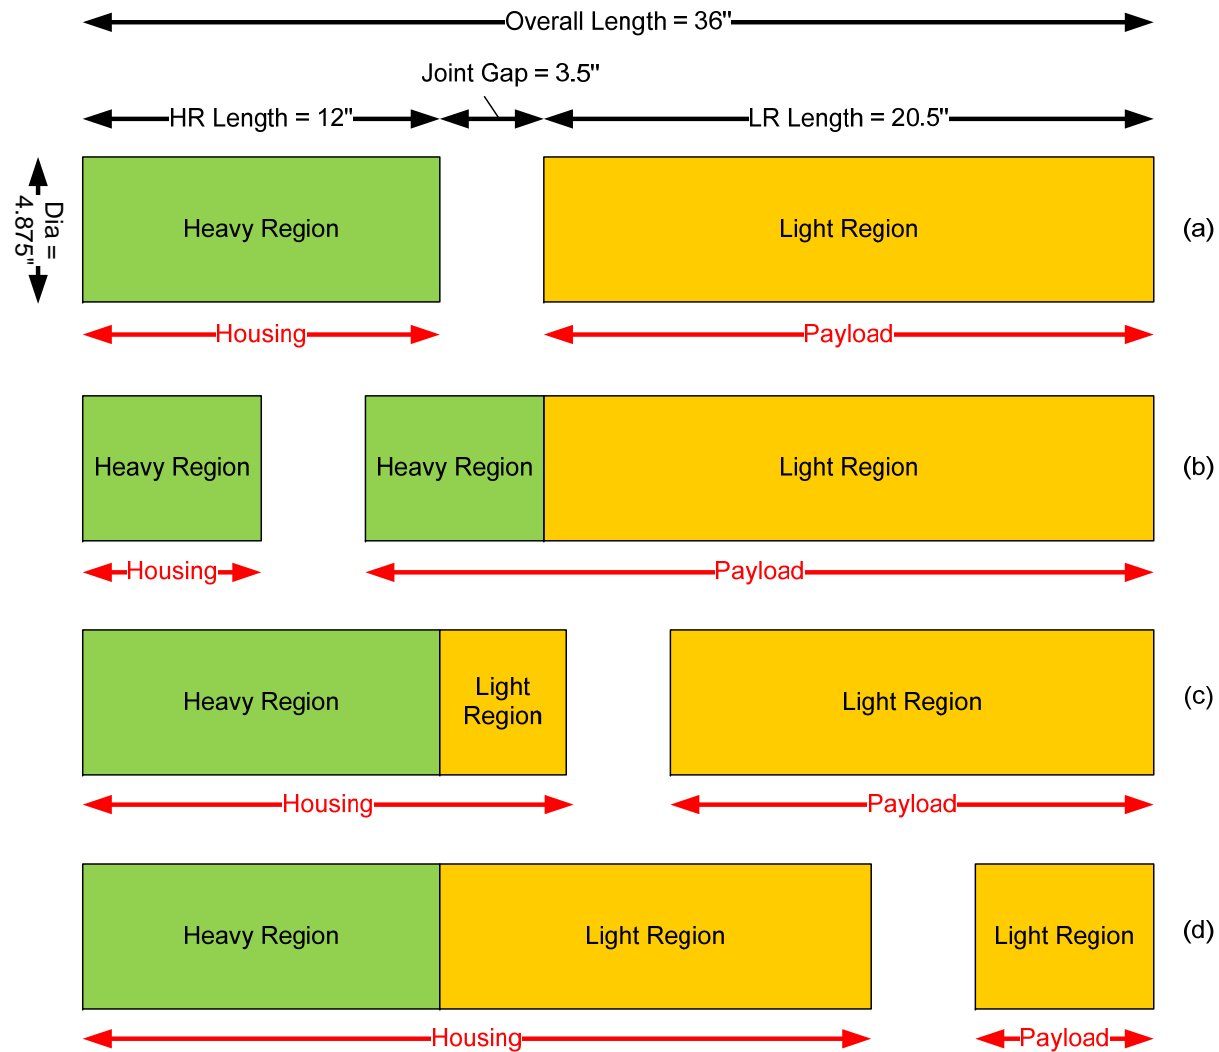 Overall Length = 36"
Joint Gap = 3.5"
HR Length = 12"
LR Length = 20.5"
Dia =
4.875"
Heavy Region
Light Region
(a)
Housing
Payload
Heavy Region
Heavy Region
Light Region
(b)
Housing
Payload
Heavy Region
Light
Region
Light Region
(c)
Housing
Payload
Heavy Region
Light Region
Light Region
(d)
Housing
Payload